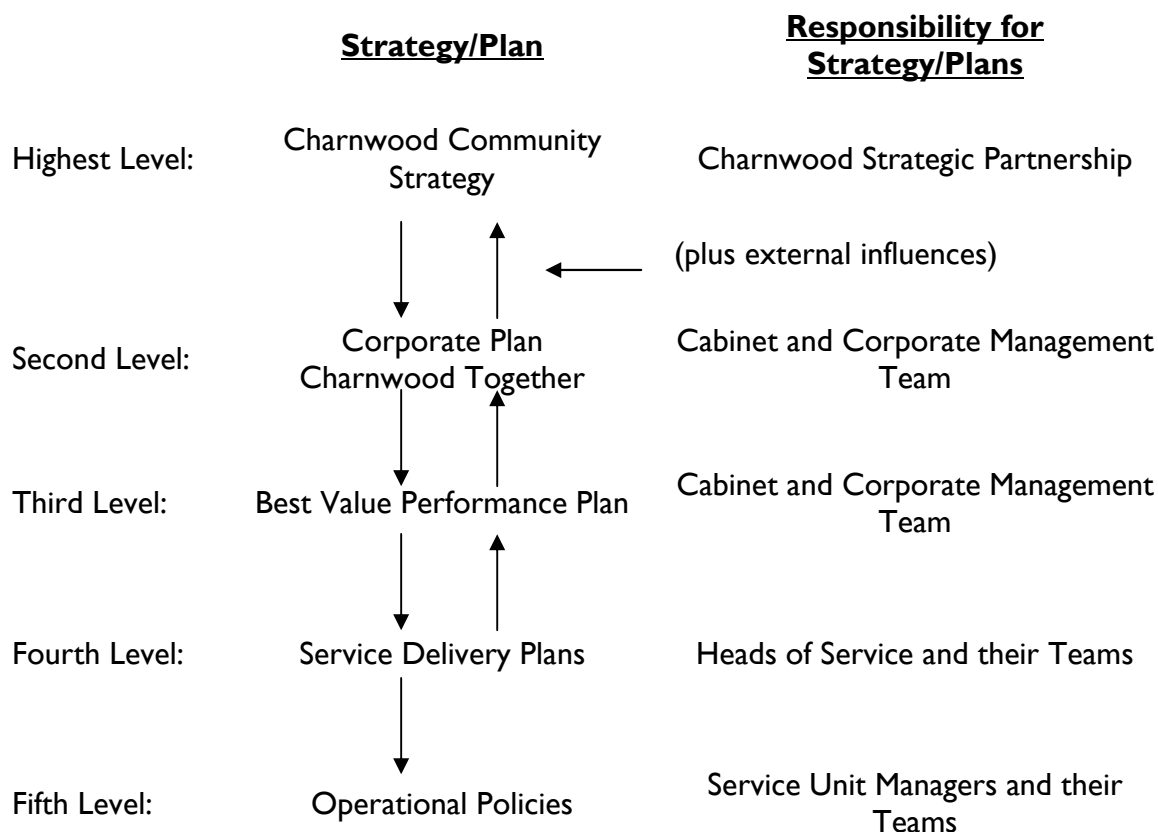 Strategy/Plan
Responsibility for
Strategy/Plans
Highest Level:
Charnwood Community
Strategy
Charnwood Strategic Partnership
(plus external influences)
Second Level:
Corporate Plan
Charnwood Together
Cabinet and Corporate Management
Team
Third Level:
Best Value Performance Plan
Cabinet and Corporate Management
Team
Fourth Level:
Service Delivery Plans
Heads of Service and their Teams
Fifth Level:
Operational Policies
Service Unit Managers and their
Teams